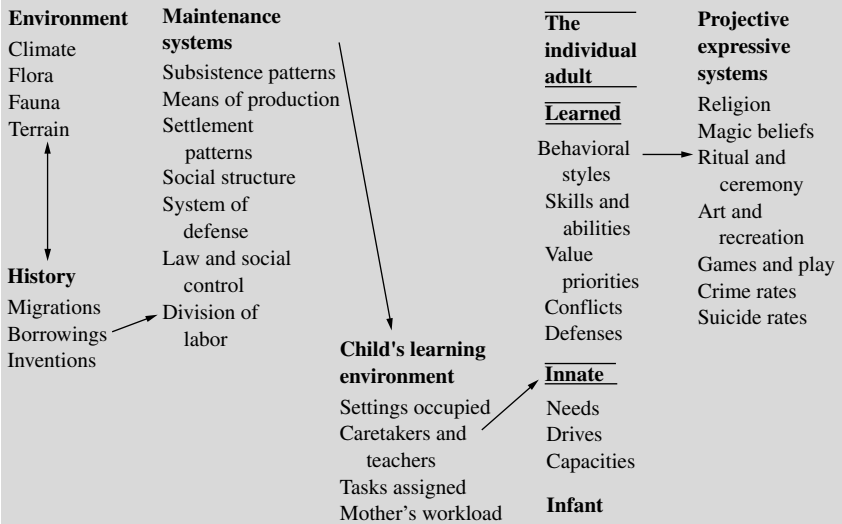 Environment
Climate
Flora
Fauna
Terrain
History
Migrations
Borrowings
Inventions
Maintenance
systems
Subsistence patterns
Means of production
Settlement
patterns
Social structure
System of
defense
Law and social
control
Division of
labor
Child's learning
environment
Settings occupied
Caretakers and
teachers
Tasks assigned
Mother's workload
The
individual
adult
Learned
Behavioral
styles
Skills and
abilities
Value
priorities
Conflicts
Defenses
Innate
Needs
Drives
Capacities
Infant
Projective
expressive
systems
Religion
Magic beliefs
Ritual and
ceremony
Art and
recreation
Games and play
Crime rates
Suicide rates